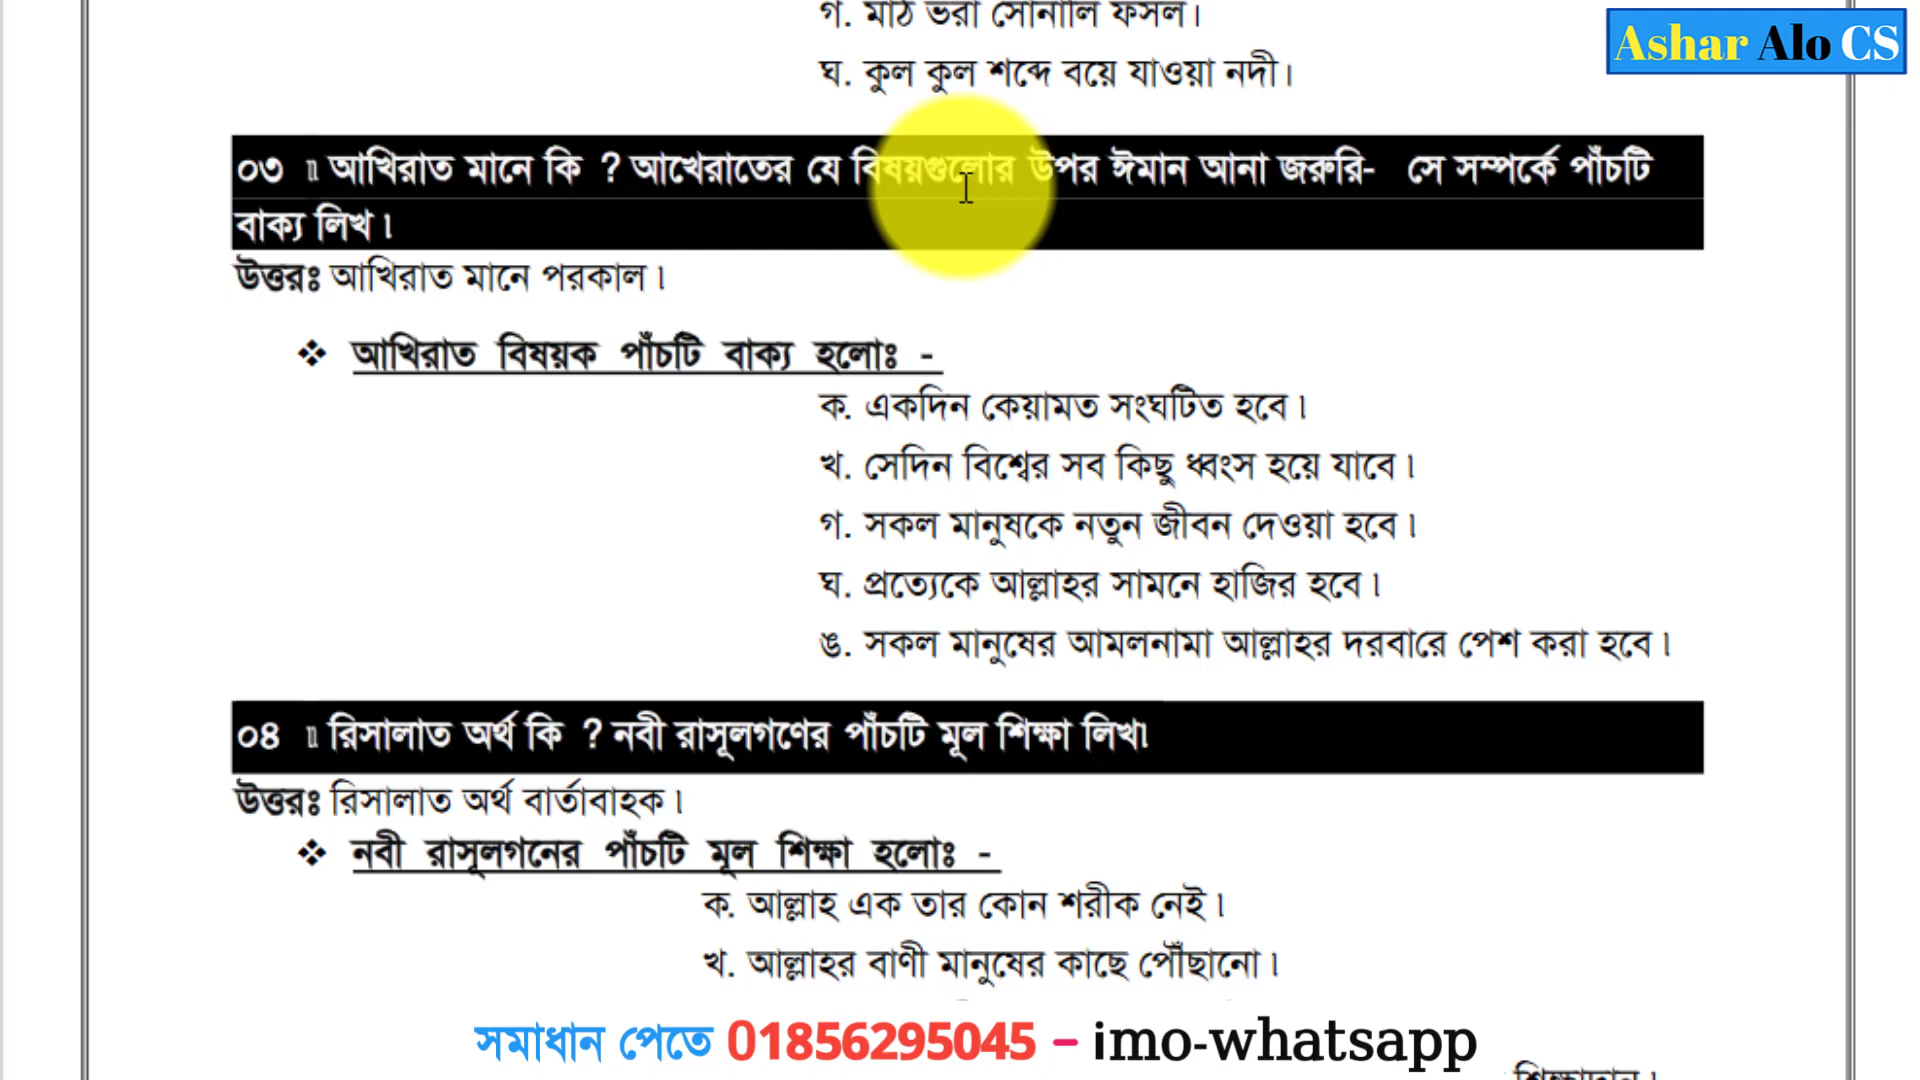 গ. মাঠ ভরা সোনালি ফসল।
Ashar Alo CS
ঘ. কুল কুল শব্দে বয়ে যাওয়া নদী।
০৩ ৷৷ আখিরাত মানে কি ? আখেরাতের যে বিষয়গুলোর উপর ঈমান আনা জরুরি- সে সম্পর্কে পাঁচটি
বাক্য লিখ ৷
উত্তরঃ আখিরাত মানে পরকাল ৷
❖ আখিরাত বিষয়ক পাঁচটি বাক্য হলোঃ -
ক. একদিন কেয়ামত সংঘটিত হবে ৷
খ. সেদিন বিশ্বের সব কিছু ধ্বংস হয়ে যাবে ৷
গ. সকল মানুষকে নতুন জীবন দেওয়া হবে ৷
ঘ. প্রত্যেকে আল্লাহর সামনে হাজির হবে ৷
ঙ. সকল মানুষের আমলনামা আল্লাহর দরবারে পেশ করা হবে ৷
০৪ ৷৷ রিসালাত অর্থ কি ? নবী রাসূলগণের পাঁচটি মূল শিক্ষা লিখ৷
উত্তরঃ রিসালাত অর্থ বার্তাবাহক ৷
❖ নবী রাসূলগনের পাঁচটি মূল শিক্ষা হলোঃ -
ক. আল্লাহ এক তার কোন শরীক নেই ৷
খ. আল্লাহর বাণী মানুষের কাছে পৌঁছানো ৷
সমাধান পেতে 01856295045 – imo-whatsapp